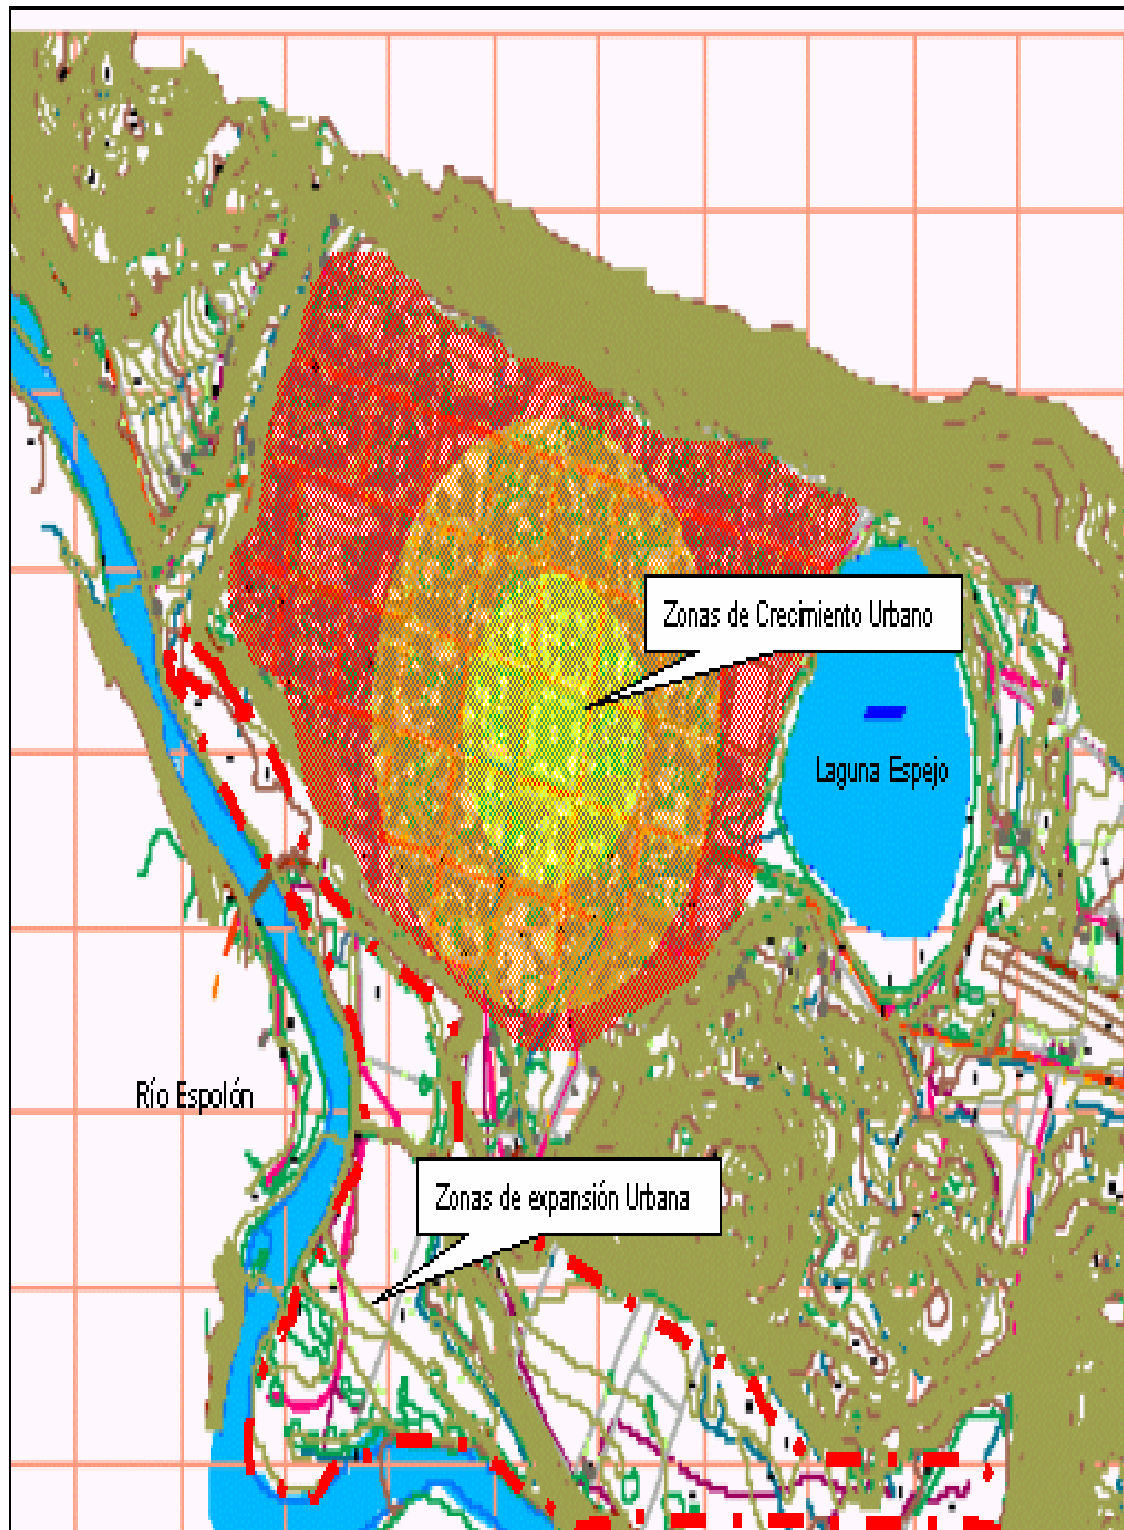 Zonas de Crecimiento Urbano
Laguna Espejo
Río Espolón
Zonas de expansión Urbana